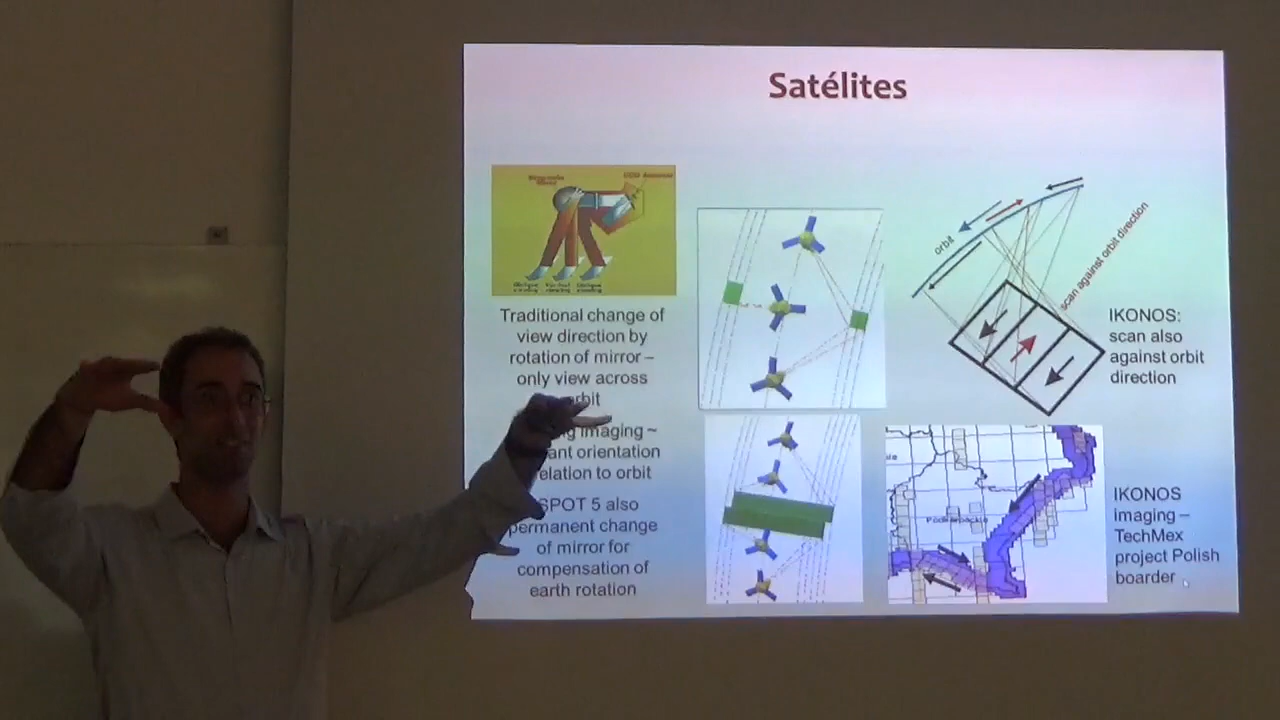 Satélites
CCD
Traditional change of
view direction by
rotation of mirror –
only view across
imaging –
orientation
relation to orbit
SPOT 5 also
permanent change
of mirror for
compensation of
earth rotation
orbit
scan against orbit direction
IKONOS:
scan also
against orbit
direction
IKONOS
imaging –
TechMex
project Polish
boarder